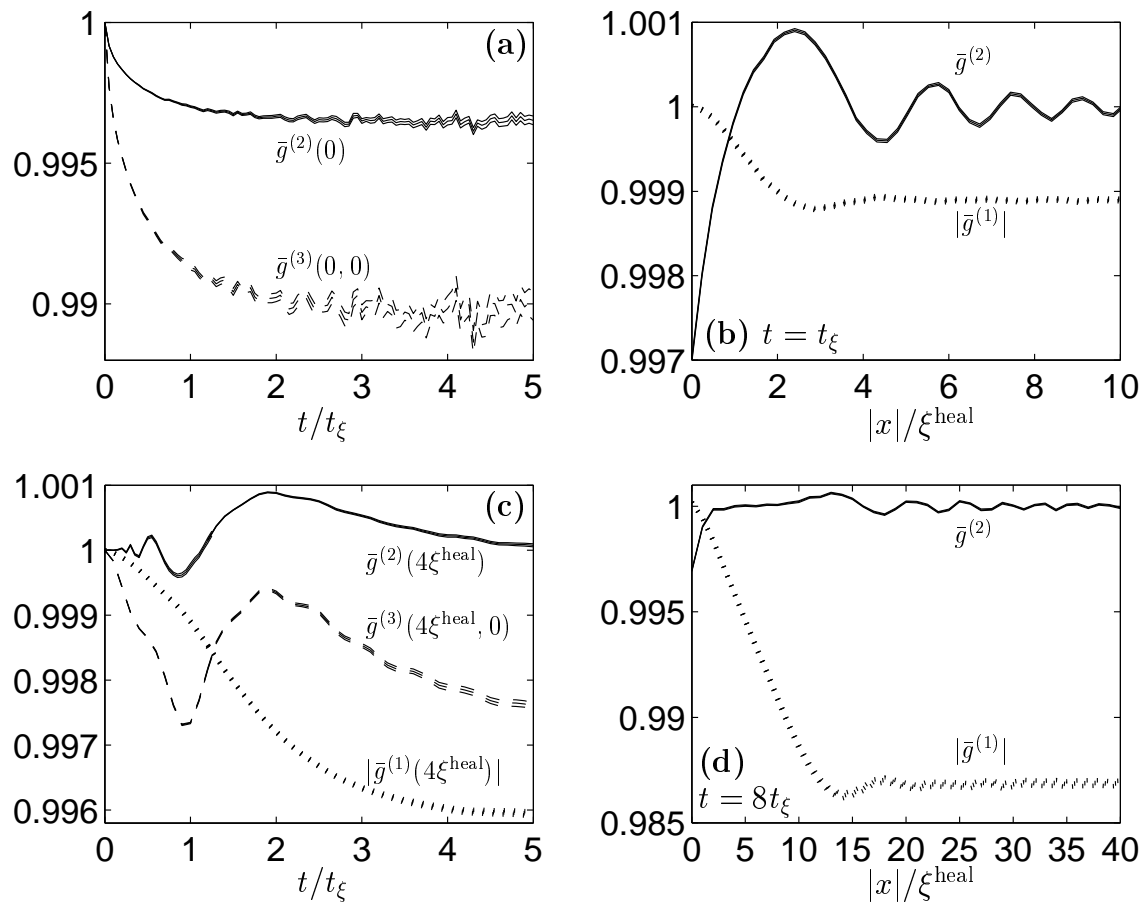 1
0.995
0.99
0 1 2 3 4 5
t/t_ξ
(a)
ḡ^(2)(0)
ḡ^(3)(0, 0)
1.001
1
0.999
0.998
0.997
0 2 4 6 8 10
|x|/ξ^heal
ḡ^(2)
|ḡ^(1)|
(b) t = t_ξ
1.001
1
0.999
0.998
0.997
0.996
0 1 2 3 4 5
t/t_ξ
(c)
ḡ^(2)(4ξ^heal)
ḡ^(3)(4ξ^heal, 0)
|ḡ^(1)(4ξ^heal)|
1
0.995
0.99
0.985
0 5 10 15 20 25 30 35 40
|x|/ξ^heal
ḡ^(2)
|ḡ^(1)|
(d)
t = 8t_ξ